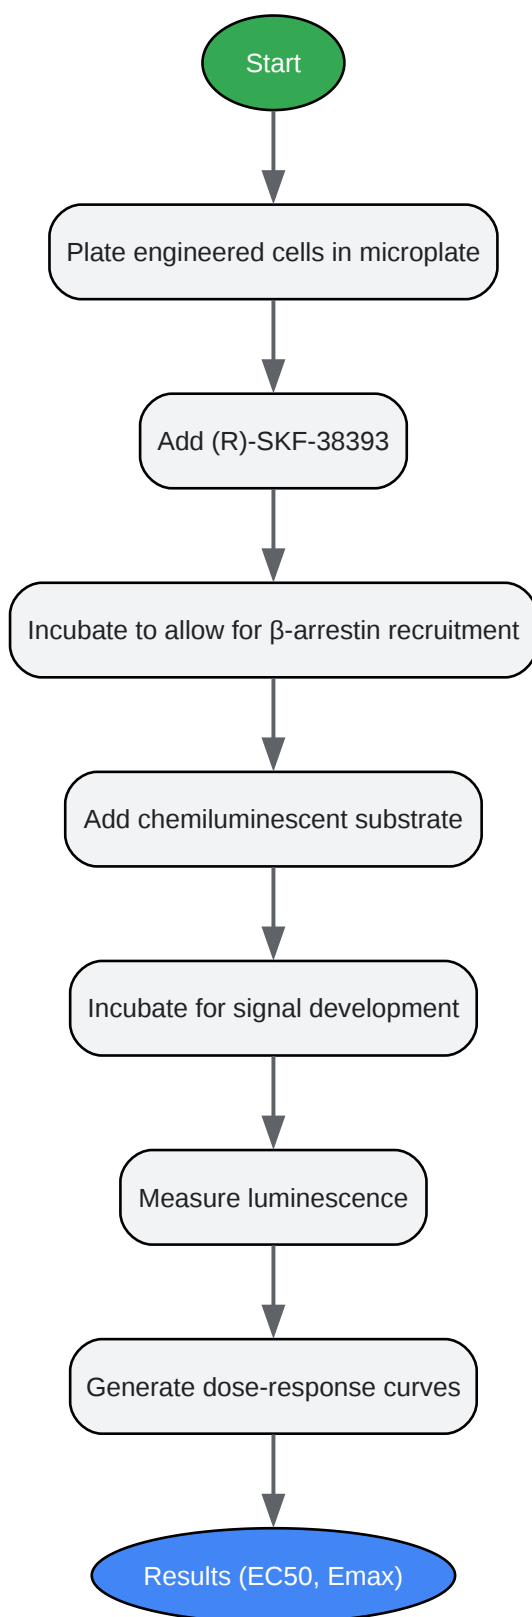 Start
Plate engineered cells in microplate
Add (R)-SKF-38393
Incubate to allow for β-arrestin recruitment
Add chemiluminescent substrate
Incubate for signal development
Measure luminescence
Generate dose-response curves
Results (EC50, Emax)